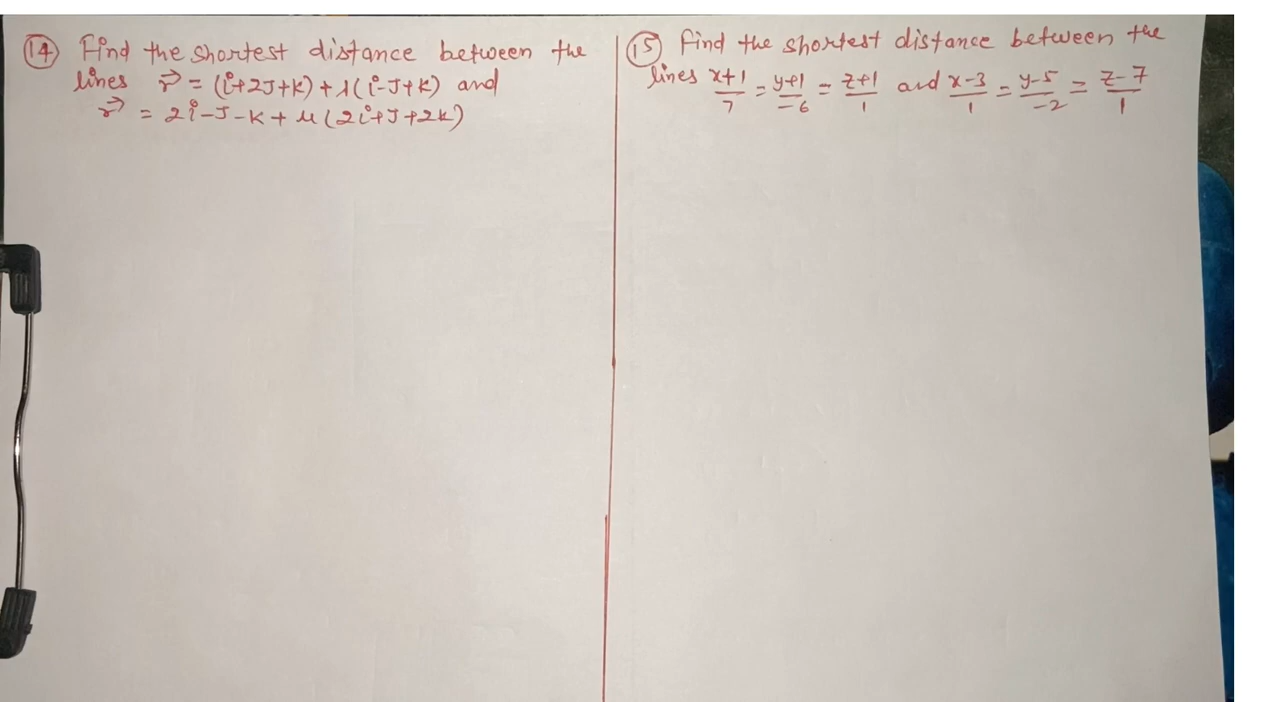 (14) Find the shortest distance between the
lines r⃗ = (i+2J+k)+λ(i-J+k) and
r⃗ = 2i-J-k+μ(2i+J+2k)
(15) Find the shortest distance between the
lines x+1/7 = y+1/-6 = z+1/1 and x-3/1 = y-5/-2 = z-7/1